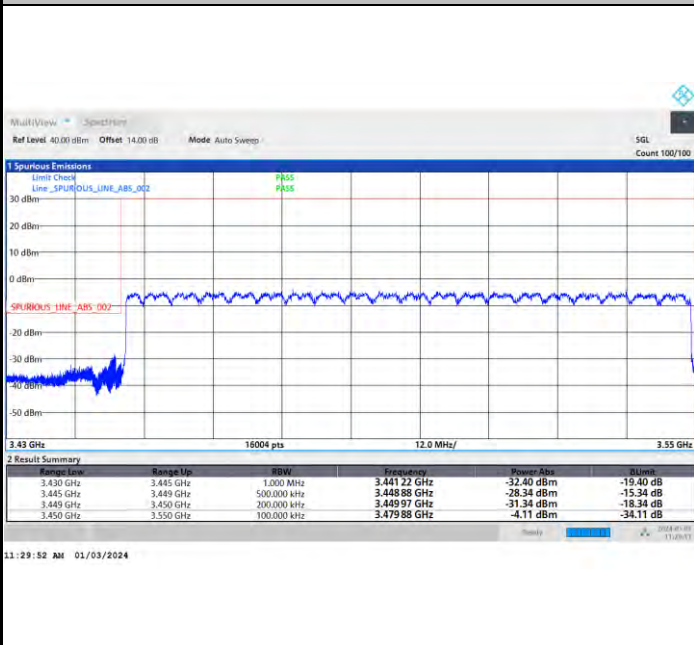 MultiView Spectrum
Ref Level 40.00 dBm Offset 14.00 dB Mode Auto Sweep
SGL
Count 100/100
1 Spurious Emissions
Limit Check PASS
Line _SPURIOUS_LINE_ABS_002 PASS
30 dBm
20 dBm
10 dBm
0 dBm
SPURIOUS_LINE_ABS_002
-20 dBm
-30 dBm
-40 dBm
-50 dBm
3.43 GHz 16004 pts 12.0 MHz/ 3.55 GHz
2 Result Summary
Range Low Range Up RBW Frequency Power Abs ΔLimit
3.430 GHz 3.445 GHz 1.000 MHz 3.441 22 GHz -32.40 dBm -19.40 dB
3.445 GHz 3.449 GHz 500.000 kHz 3.448 88 GHz -28.34 dBm -15.34 dB
3.449 GHz 3.450 GHz 200.000 kHz 3.449 97 GHz -31.34 dBm -18.34 dB
3.450 GHz 3.550 GHz 100.000 kHz 3.479 88 GHz -4.11 dBm -34.11 dB
Ready
11:29:52 AM 01/03/2024